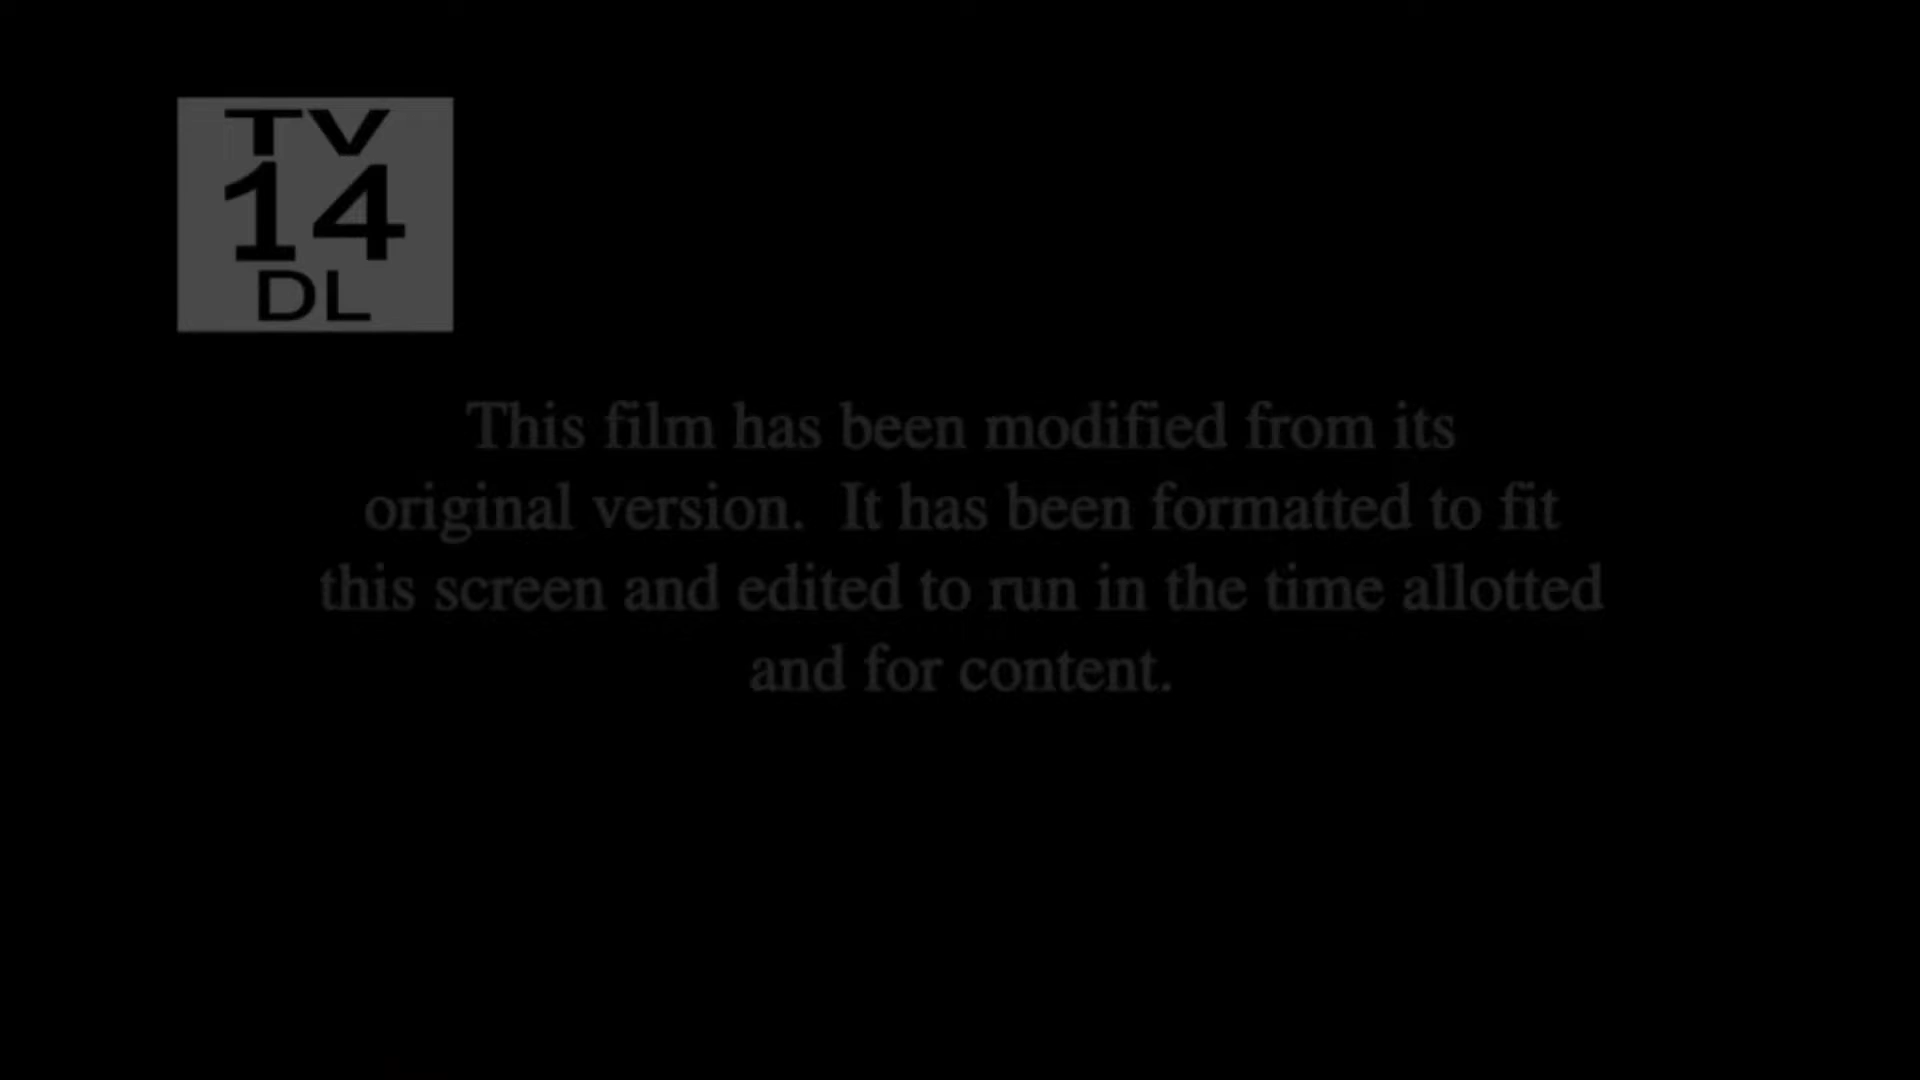 TV
14
DL
This film has been modified from its
original version.  It has been formatted to fit
this screen and edited to run in the time allotted
and for content.